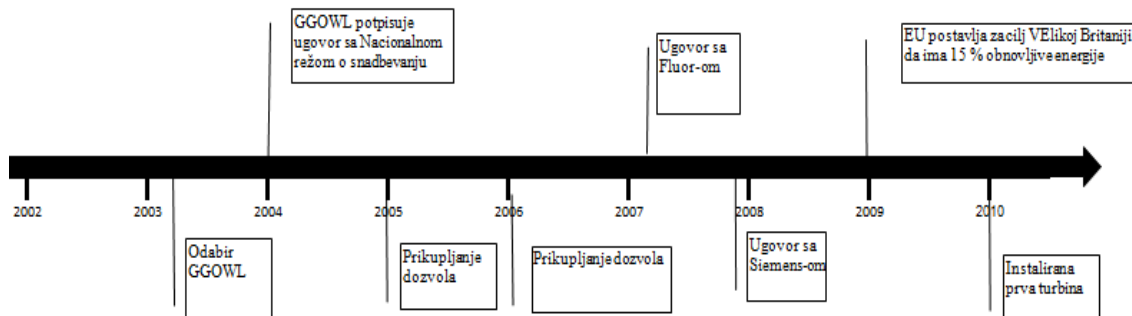 GGOWL potpisuje
ugovor sa Nacionalnom
režom o snadbevanju
Ugovor sa
Fluor-om
EU postavlja za cilj VElikoj Britaniji
da ima 15 % obnovljive energije
2002
2003
2004
2005
2006
2007
2008
2009
2010
Odabir
GGOWL
Prikupljanje
dozvola
Prikupljanje dozvola
Ugovor sa
Siemens-om
Instalirana
prva turbina